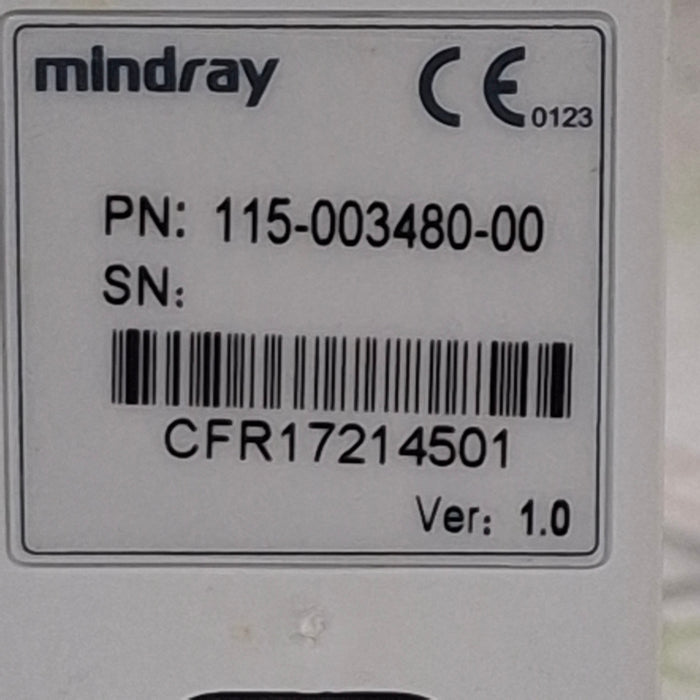 mindray CE 0123
PN: 115-003480-00
SN:
CFR17214501
Ver: 1.0